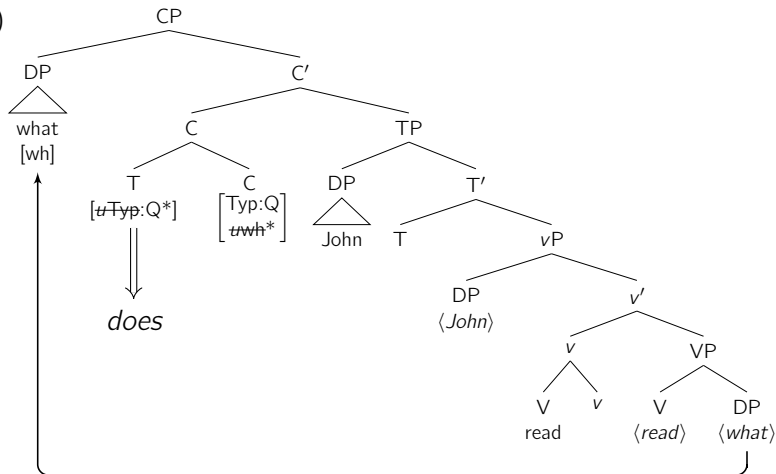 )
CP
DP C′
what
[wh]
C TP
T C DP T′
[uTyp:Q*] [Typ:Q
uwh*]
John T vP
does
DP v′
⟨John⟩
v VP
V v V DP
read ⟨read⟩ ⟨what⟩